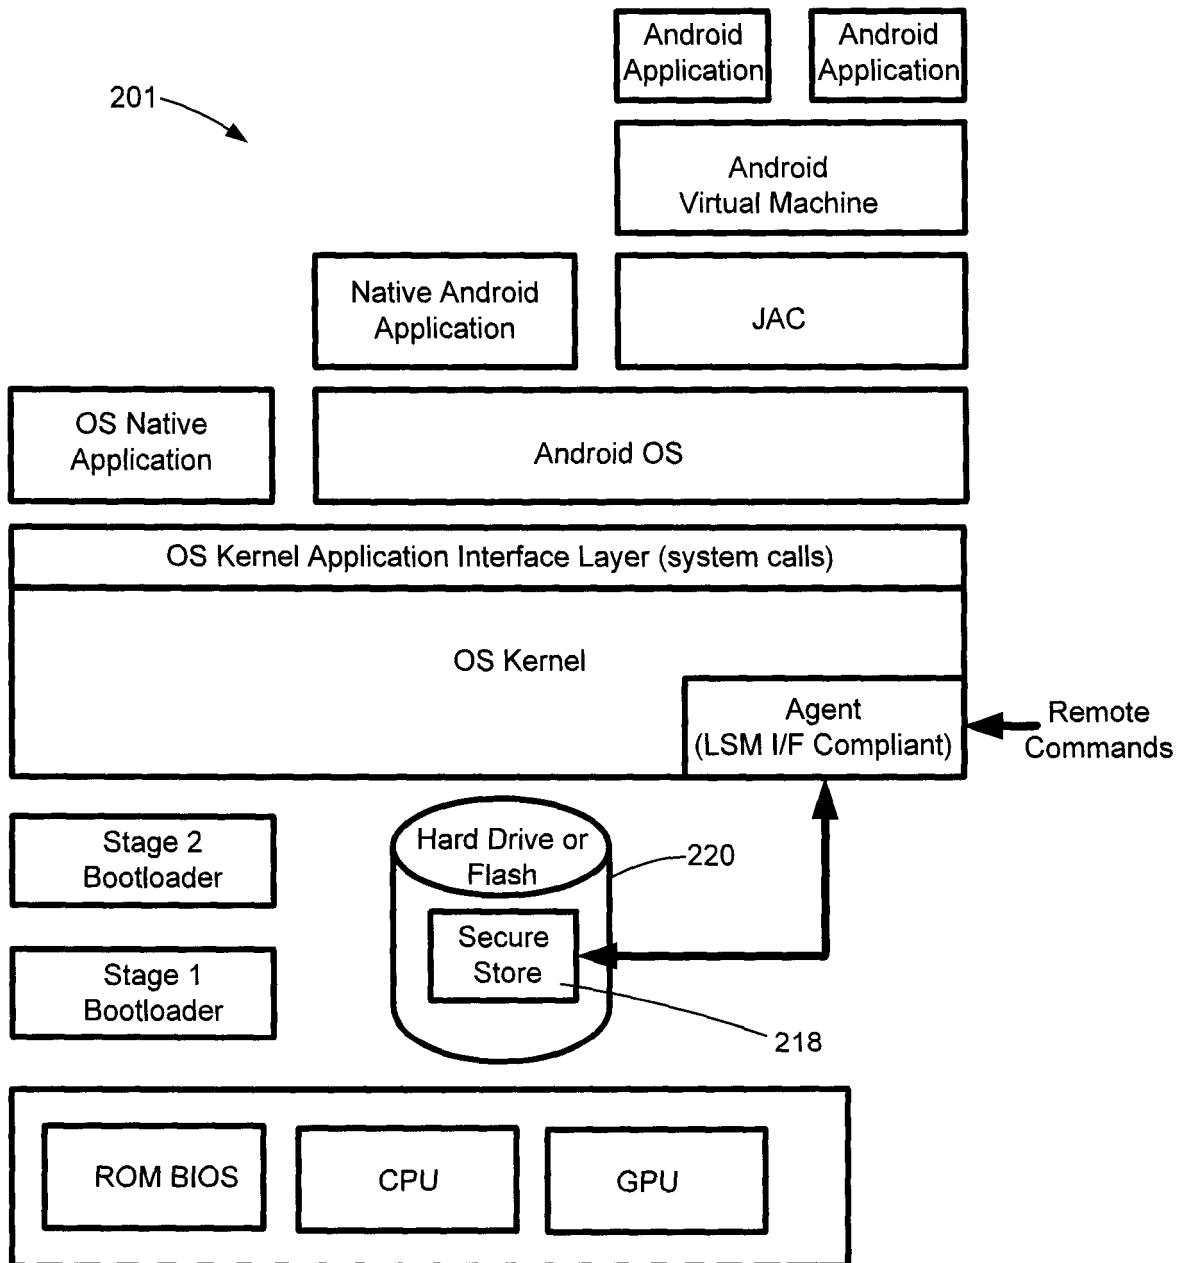 Android
Application
Android
Application
201
Android
Virtual Machine
Native Android
Application
JAC
OS Native
Application
Android OS
OS Kernel Application Interface Layer (system calls)
OS Kernel
Agent
(LSM I/F Compliant)
Remote
Commands
Stage 2
Bootloader
Hard Drive or
Flash
220
Secure
Store
Stage 1
Bootloader
218
ROM BIOS
CPU
GPU